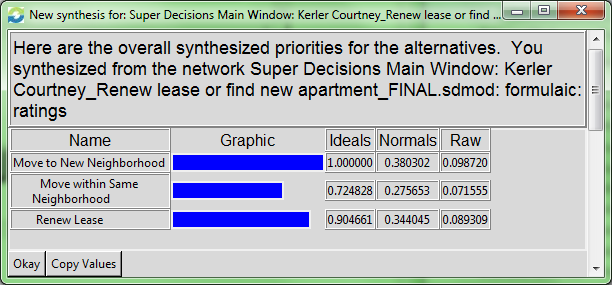 New synthesis for: Super Decisions Main Window: Kerler Courtney_Renew lease or find ...
Here are the overall synthesized priorities for the alternatives.  You
synthesized from the network Super Decisions Main Window: Kerler
Courtney_Renew lease or find new apartment_FINAL.sdmod: formulaic:
ratings
Name Graphic Ideals Normals Raw
Move to New Neighborhood 1.000000 0.380302 0.098720
Move within Same
Neighborhood 0.724828 0.275653 0.071555
Renew Lease 0.904661 0.344045 0.089309
Okay Copy Values